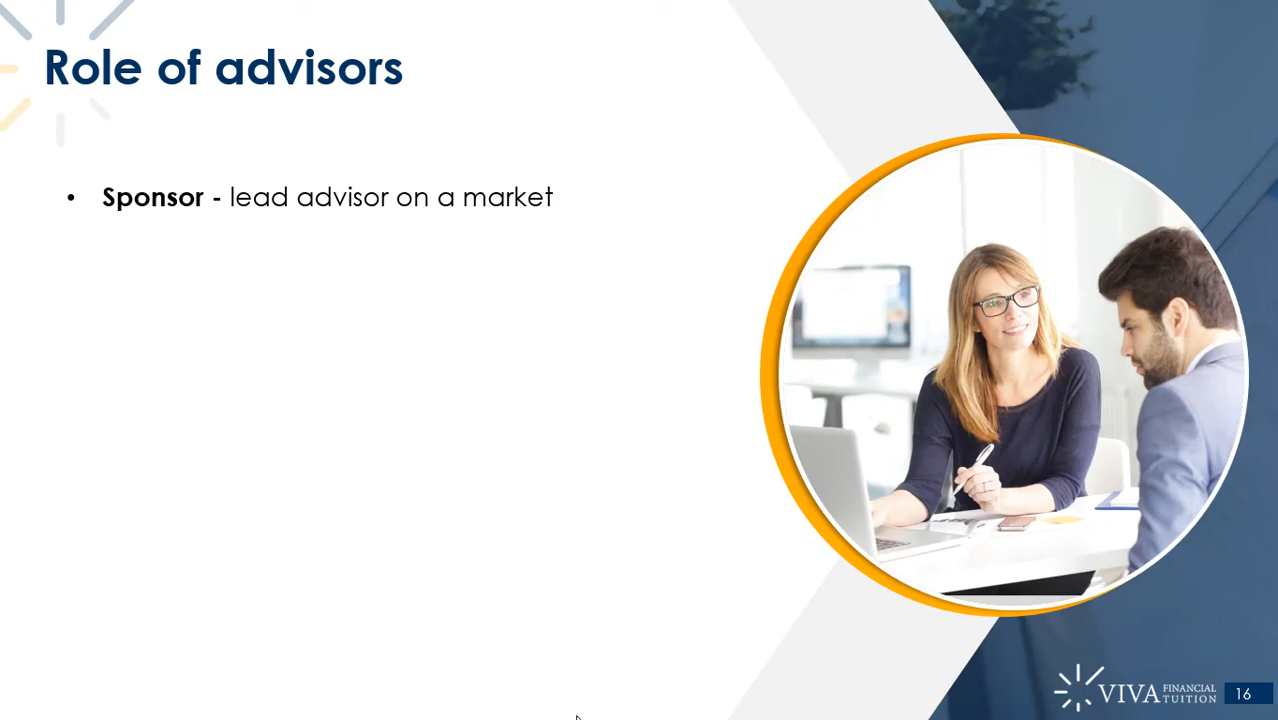 Role of advisors
• Sponsor - lead advisor on a market
VIVA FINANCIAL TUITION
16